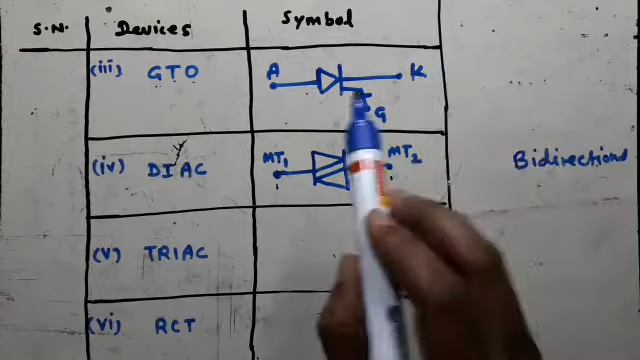 S.N. Devices Symbol
(iii) GTO A K
G
(iv) DIAC MT1 MT2 Bidirectional
(v) TRIAC
(vi) RCT